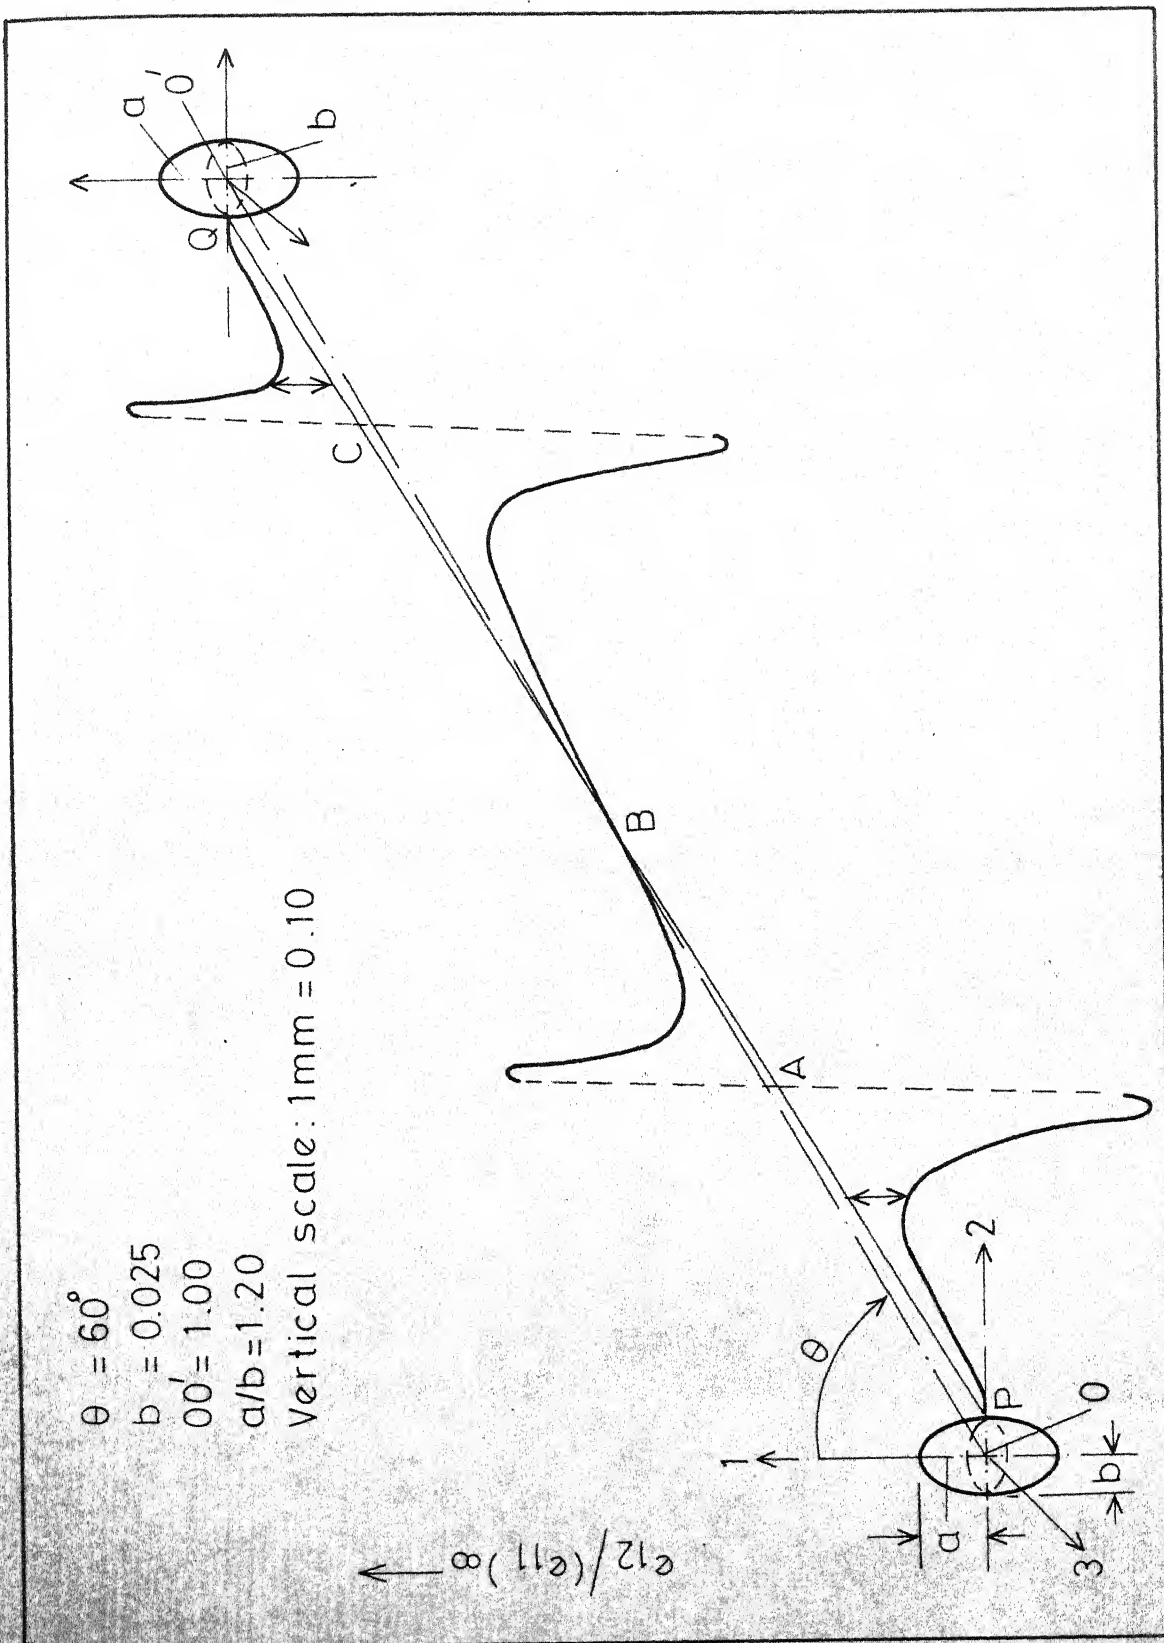 θ = 60°
b = 0.025
OO' = 1.00
a/b = 1.20
Vertical scale: 1mm = 0.10
e12/(e11)∞
a
O'
b
Q
C
B
A
θ
1
2
3
P
O
a
b